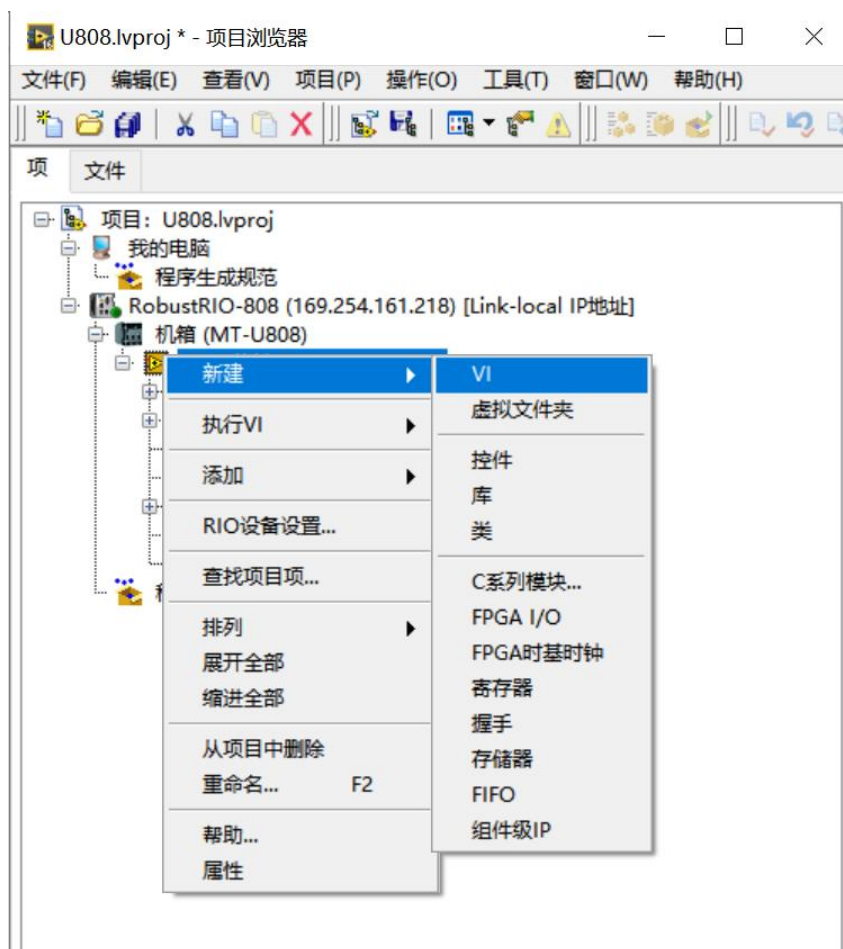 U808.lvproj * - 项目浏览器
文件(F) 编辑(E) 查看(V) 项目(P) 操作(O) 工具(T) 窗口(W) 帮助(H)
项 文件
项目：U808.lvproj
我的电脑
程序生成规范
RobustRIO-808 (169.254.161.218) [Link-local IP地址]
机箱 (MT-U808)
新建
执行VI
添加
RIO设备设置...
查找项目项...
排列
展开全部
缩进全部
从项目中删除
重命名... F2
帮助...
属性
VI
虚拟文件夹
控件
库
类
C系列模块...
FPGA I/O
FPGA时基时钟
寄存器
握手
存储器
FIFO
组件级IP